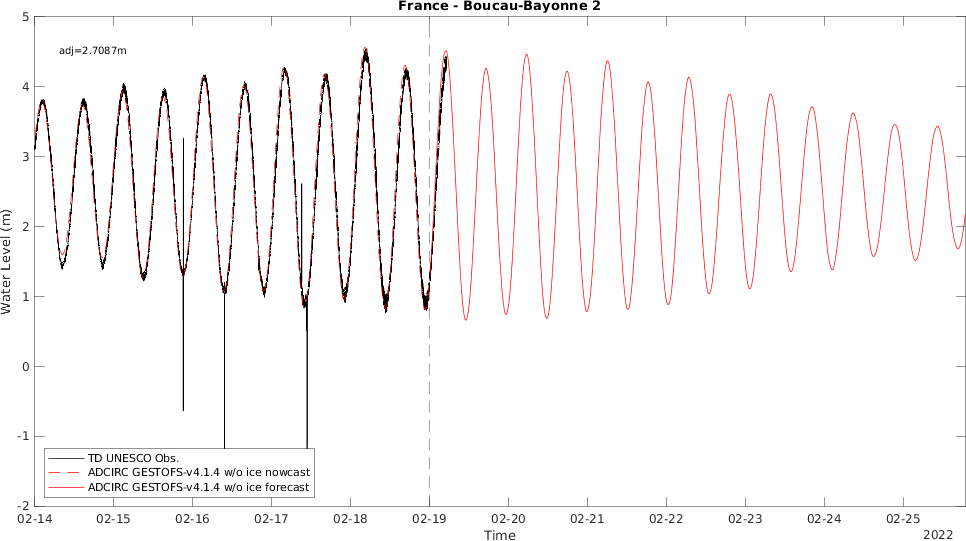 France - Boucau-Bayonne 2
5
adj=2.7087m
4
3
2
1
0
-1
-2
Water Level (m)
TD UNESCO Obs.
ADCIRC GESTOFS-v4.1.4 w/o ice nowcast
ADCIRC GESTOFS-v4.1.4 w/o ice forecast
02-14 02-15 02-16 02-17 02-18 02-19 02-20 02-21 02-22 02-23 02-24 02-25
Time
2022